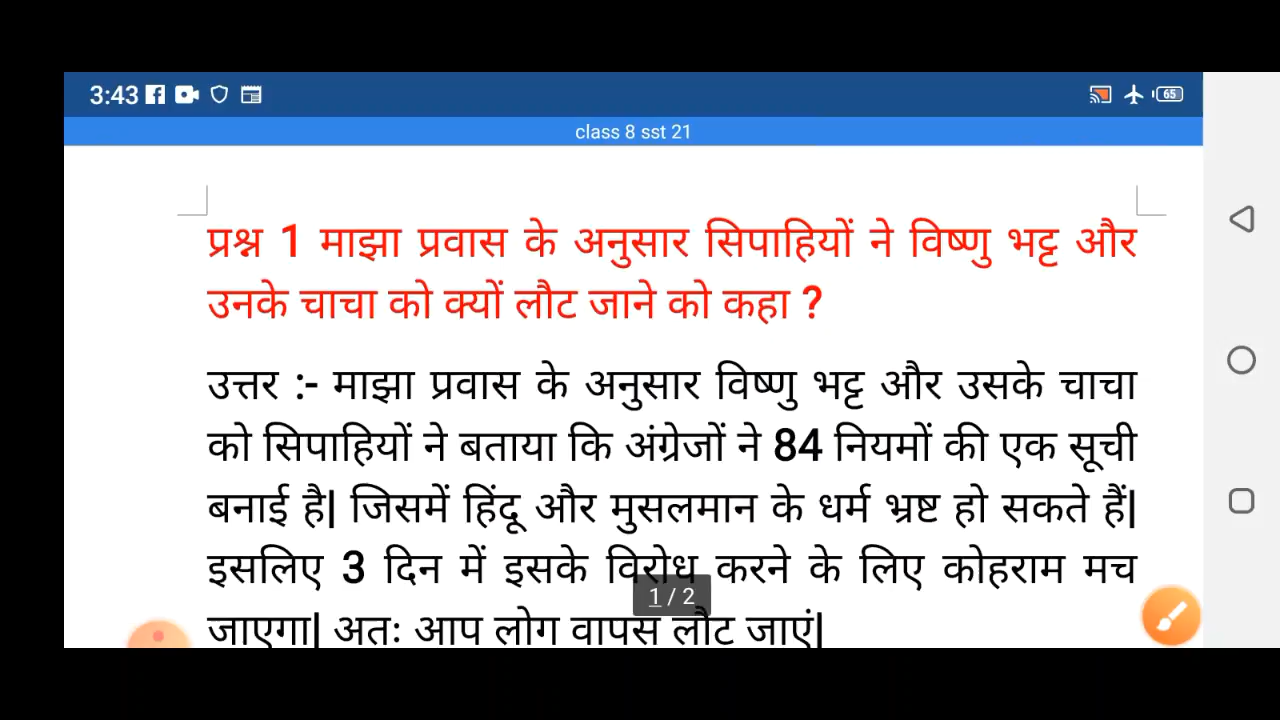 3:43
65
class 8 sst 21
प्रश्न 1 माझा प्रवास के अनुसार सिपाहियों ने विष्णु भट्ट और
उनके चाचा को क्यों लौट जाने को कहा ?
उत्तर :- माझा प्रवास के अनुसार विष्णु भट्ट और उसके चाचा
को सिपाहियों ने बताया कि अंग्रेजों ने 84 नियमों की एक सूची
बनाई है| जिसमें हिंदू और मुसलमान के धर्म भ्रष्ट हो सकते हैं|
इसलिए 3 दिन में इसके विरोध करने के लिए कोहराम मच
1 / 2
जाएगा| अतः आप लोग वापस लौट जाएं|